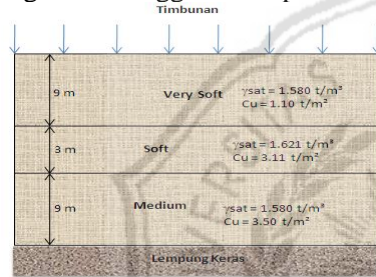 Timbunan
9 m
Very Soft
γsat = 1.580 t/m³
Cu = 1.10 t/m²
3 m
Soft
γsat = 1.621 t/m³
Cu = 3.11 t/m²
9 m
Medium
γsat = 1.580 t/m³
Cu = 3.50 t/m²
Lempung Keras